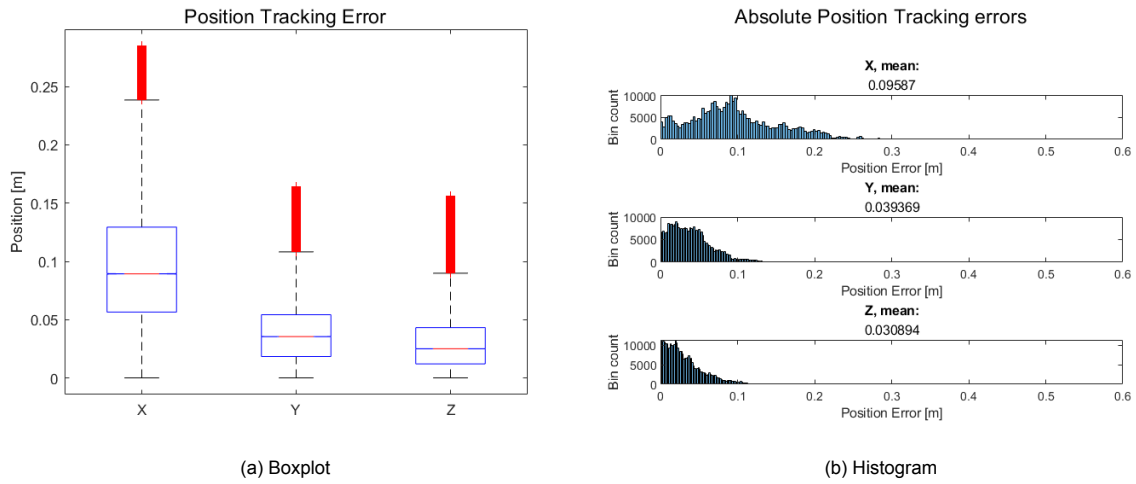 Position Tracking Error
Position [m]
0.25
0.2
0.15
0.1
0.05
0
X Y Z
(a) Boxplot
Absolute Position Tracking errors
X, mean:
0.09587
Bin count
10000
5000
0
0 0.1 0.2 0.3 0.4 0.5 0.6
Position Error [m]
Y, mean:
0.039369
Bin count
10000
5000
0
0 0.1 0.2 0.3 0.4 0.5 0.6
Position Error [m]
Z, mean:
0.030894
Bin count
10000
5000
0
0 0.1 0.2 0.3 0.4 0.5 0.6
Position Error [m]
(b) Histogram